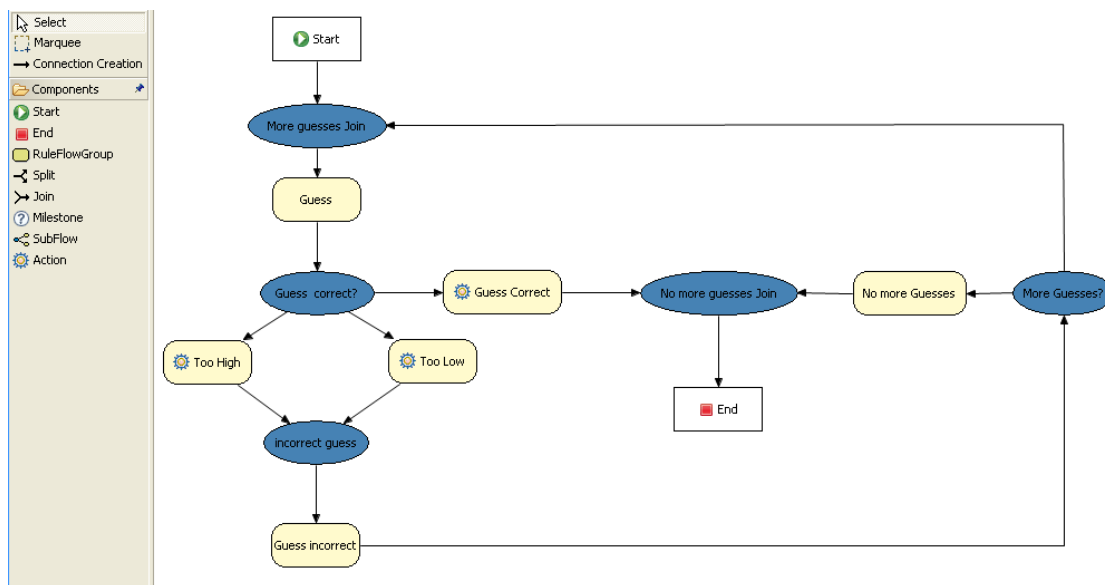 Select
Marquee
Connection Creation
Components
Start
End
RuleFlowGroup
Split
Join
Milestone
SubFlow
Action
Start
More guesses Join
Guess
Guess correct?
Guess Correct
No more guesses Join
No more Guesses
More Guesses?
Too High
Too Low
End
incorrect guess
Guess incorrect